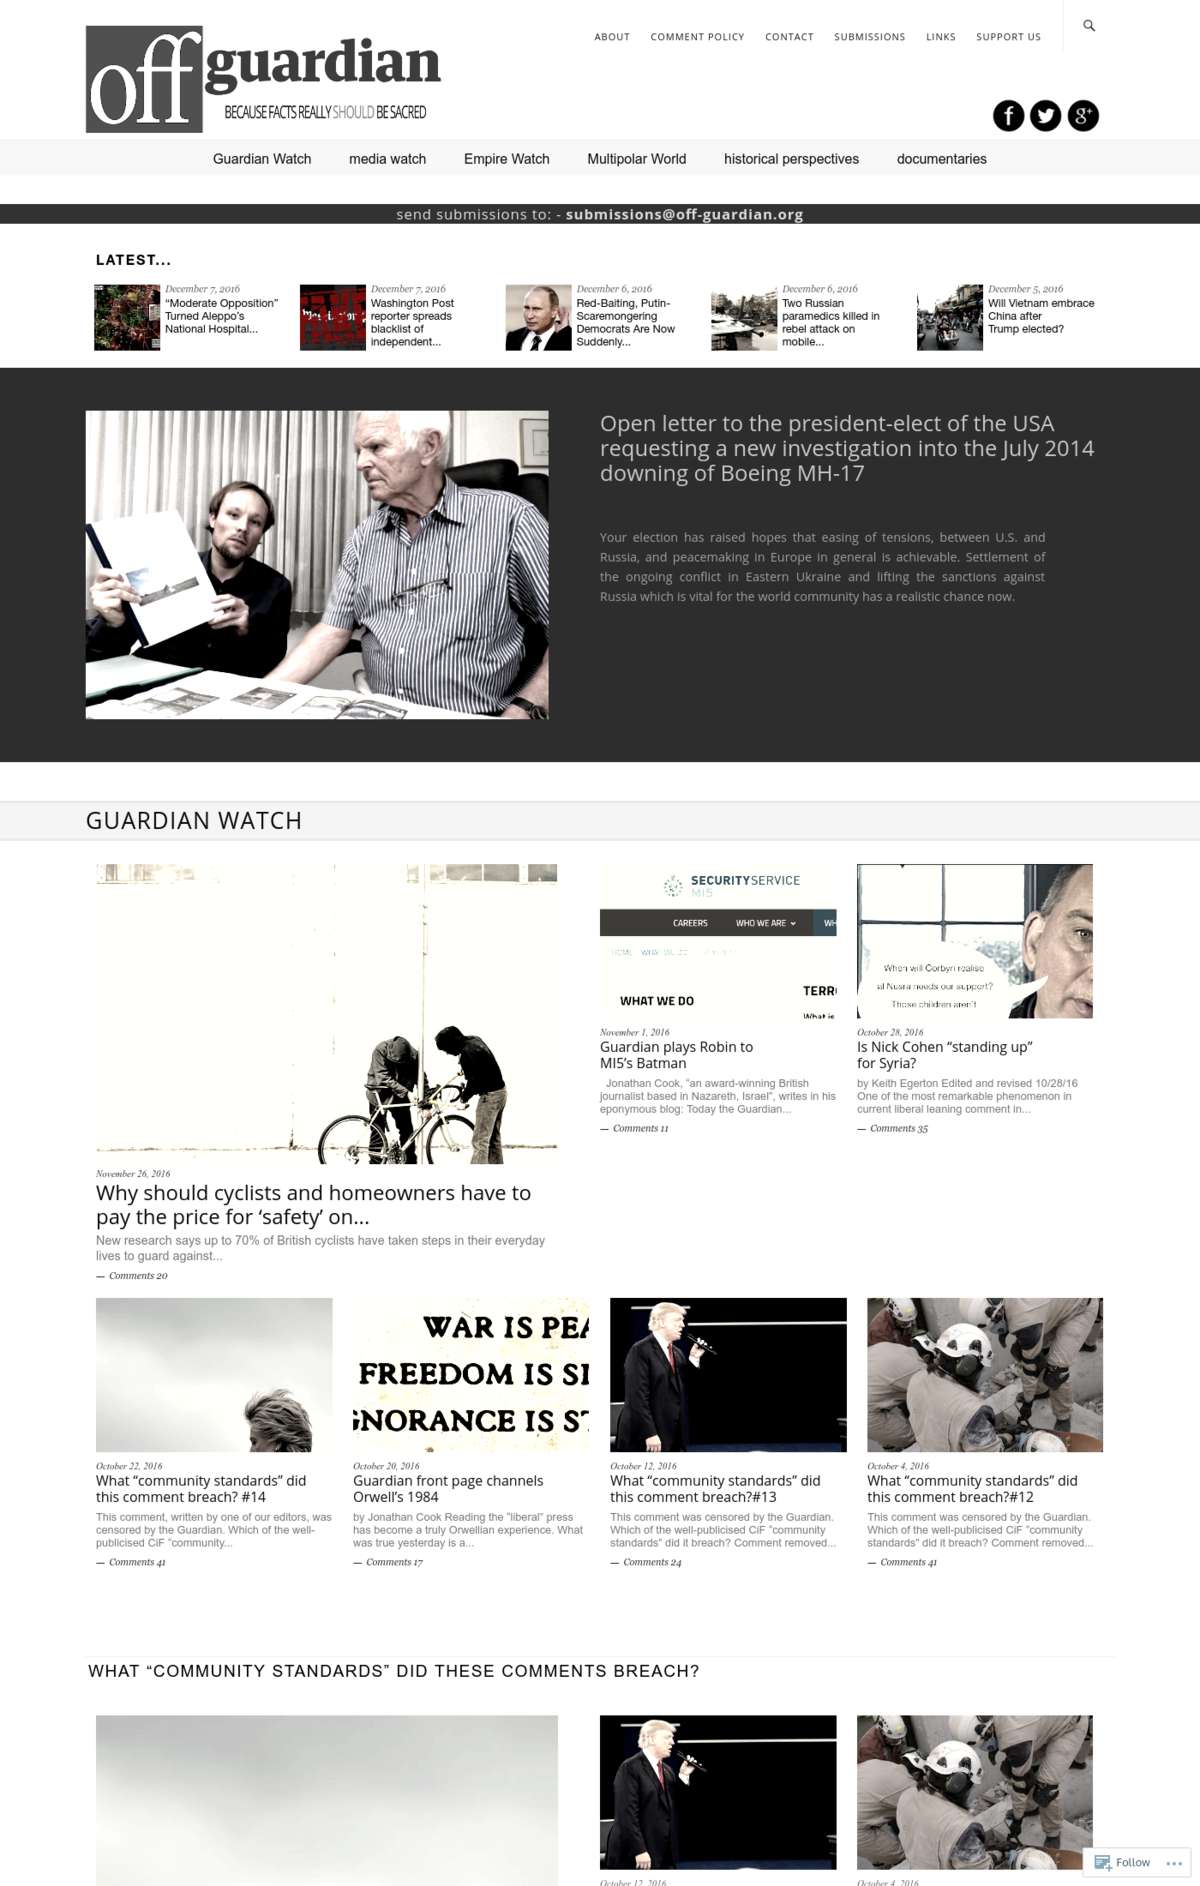 off guardian
BECAUSE FACTS REALLY SHOULD BE SACRED
ABOUT COMMENT POLICY CONTACT SUBMISSIONS LINKS SUPPORT US
Guardian Watch media watch Empire Watch Multipolar World historical perspectives documentaries
send submissions to: - submissions@off-guardian.org
LATEST...
December 7, 2016
“Moderate Opposition”
Turned Aleppo’s
National Hospital...
December 7, 2016
Washington Post
reporter spreads
blacklist of
independent...
December 6, 2016
Red-Baiting, Putin-
Scaremongering
Democrats Are Now
Suddenly...
December 6, 2016
Two Russian
paramedics killed in
rebel attack on
mobile...
December 5, 2016
Will Vietnam embrace
China after
Trump elected?
Open letter to the president-elect of the USA
requesting a new investigation into the July 2014
downing of Boeing MH-17
Your election has raised hopes that easing of tensions, between U.S. and
Russia, and peacemaking in Europe in general is achievable. Settlement of
the ongoing conflict in Eastern Ukraine and lifting the sanctions against
Russia which is vital for the world community has a realistic chance now.
GUARDIAN WATCH
November 26, 2016
Why should cyclists and homeowners have to
pay the price for ‘safety’ on...
New research says up to 70% of British cyclists have taken steps in their everyday
lives to guard against...
— Comments 20
SECURITY SERVICE
MI5
CAREERS WHO WE ARE WH
HOME WHY
WHAT WE DO
TERR
What is
November 1, 2016
Guardian plays Robin to
MI5’s Batman
Jonathan Cook, “an award-winning British
journalist based in Nazareth, Israel”, writes in his
eponymous blog: Today the Guardian...
— Comments 11
When will Corbyn realise
al Nusra needs our support?
Those children aren't
October 28, 2016
Is Nick Cohen “standing up”
for Syria?
by Keith Egerton Edited and revised 10/28/16
One of the most remarkable phenomenon in
current liberal leaning comment in...
— Comments 35
October 22, 2016
What “community standards” did
this comment breach? #14
This comment, written by one of our editors, was
censored by the Guardian. Which of the well-
publicised CiF “community...
— Comments 41
WAR IS PEA
FREEDOM IS SI
GNORANCE IS ST
October 20, 2016
Guardian front page channels
Orwell’s 1984
by Jonathan Cook Reading the “liberal” press
has become a truly Orwellian experience. What
was true yesterday is a...
— Comments 17
October 12, 2016
What “community standards” did
this comment breach?#13
This comment was censored by the Guardian.
Which of the well-publicised CiF “community
standards” did it breach? Comment removed...
— Comments 24
October 4, 2016
What “community standards” did
this comment breach?#12
This comment was censored by the Guardian.
Which of the well-publicised CiF “community
standards” did it breach? Comment removed...
— Comments 41
WHAT “COMMUNITY STANDARDS” DID THESE COMMENTS BREACH?
October 12, 2016
October 4, 2016
Follow